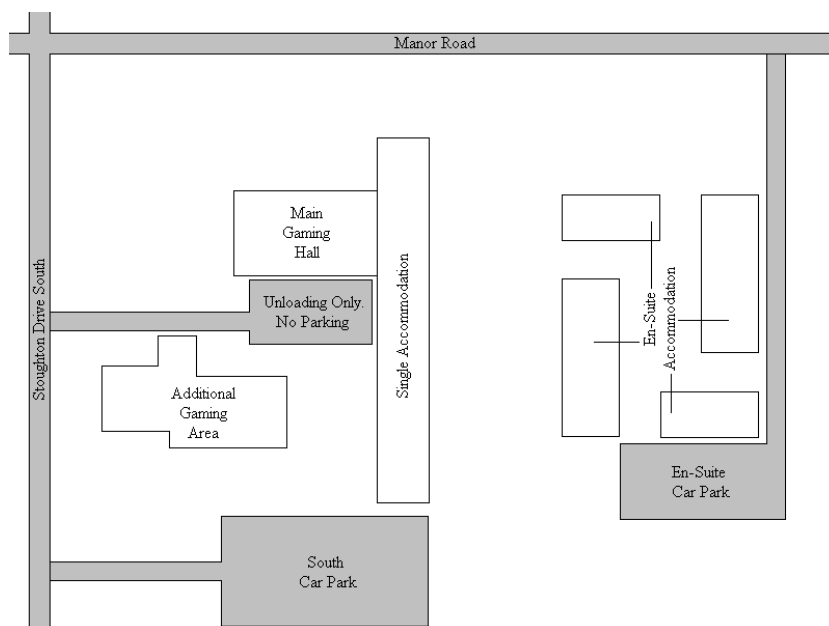 Manor Road
Main
Gaming
Hall
Unloading Only.
No Parking
Stoughton Drive South
Single Accommodation
En-Suite
Accommodation
Additional
Gaming
Area
En-Suite
Car Park
South
Car Park